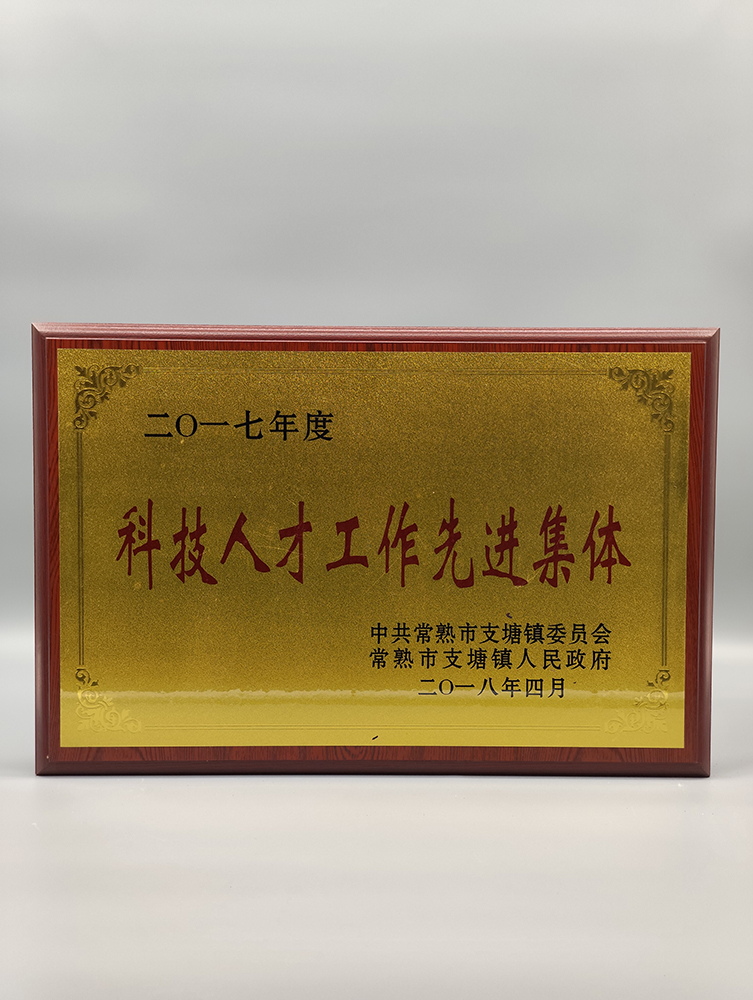 二〇一七年度
科技人才工作先进集体
中共常熟市支塘镇委员会
常熟市支塘镇人民政府
二〇一八年四月